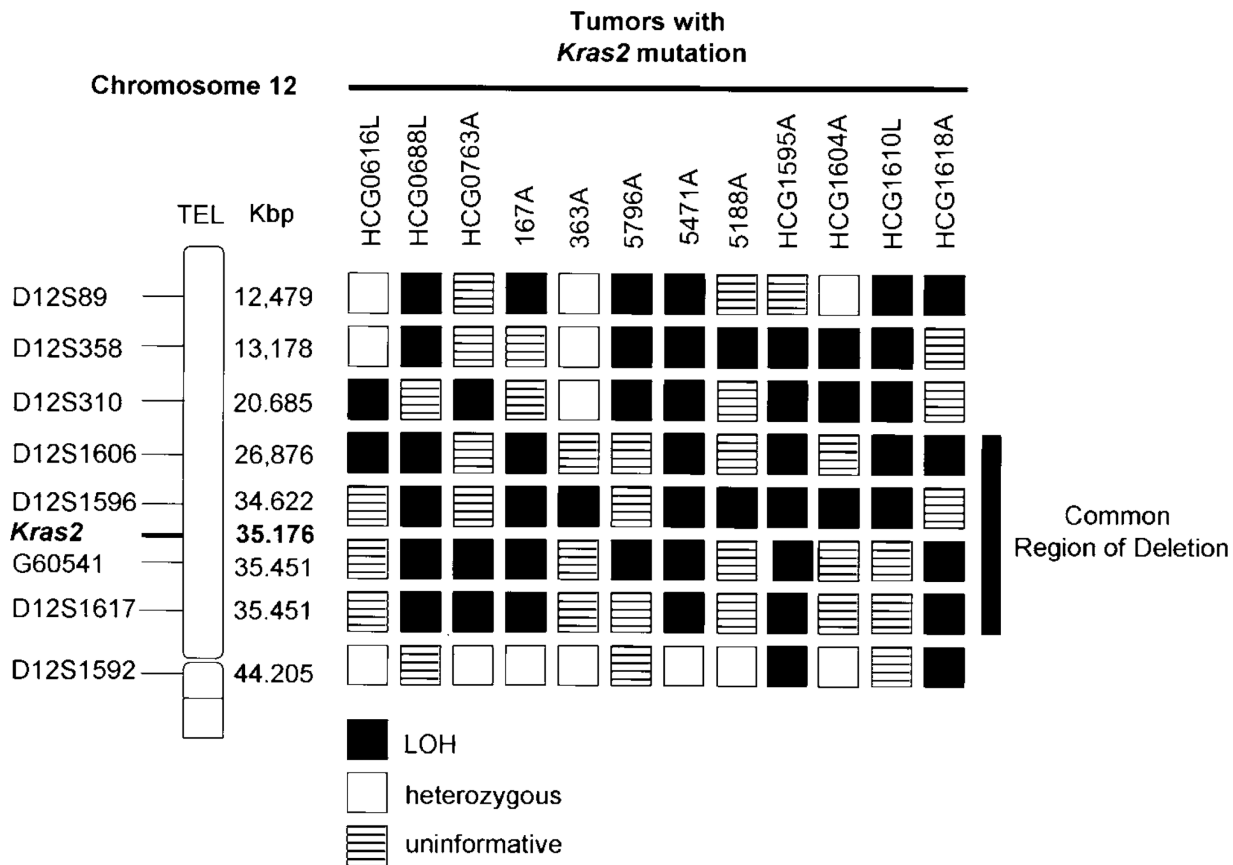 Tumors with
Kras2 mutation
Chromosome 12
HCG0616L
HCG0688L
HCG0763A
167A
363A
5796A
5471A
5188A
HCG1595A
HCG1604A
HCG1610L
HCG1618A
TEL Kbp
D12S89 12,479
D12S358 13,178
D12S310 20.685
D12S1606 26,876
D12S1596 34.622
Kras2 35.176
G60541 35.451
D12S1617 35.451
D12S1592 44.205
Common
Region of Deletion
LOH
heterozygous
uninformative